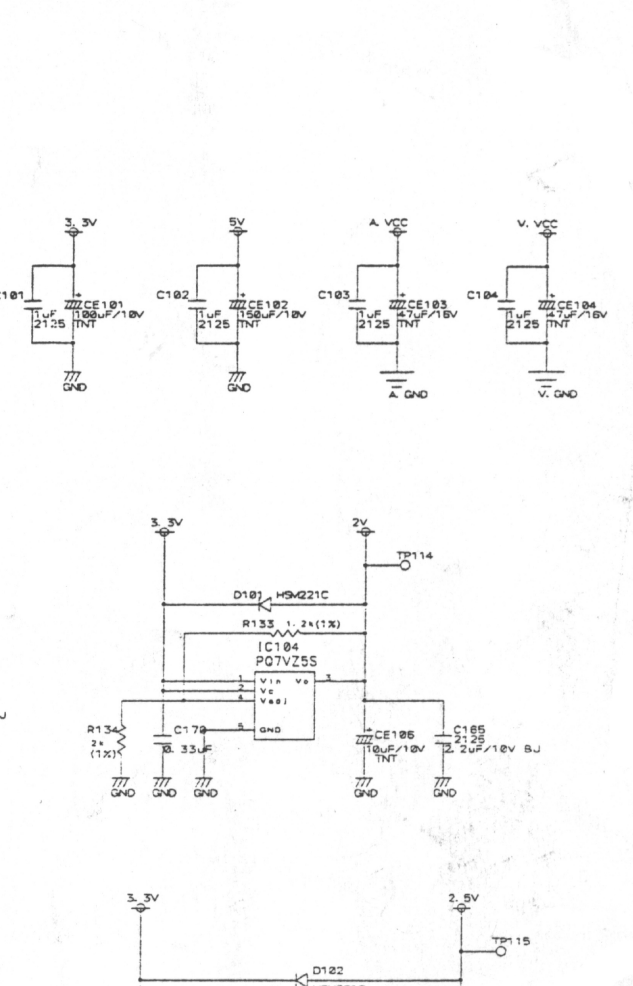 3. 3V
5V
A. VCC
V. VCC
C101
1uF
2125
CE101
100uF/10V
TNT
C102
1uF
2125
CE102
150uF/10V
TNT
C103
1uF
2125
CE103
47uF/16V
TNT
C104
1uF
2125
CE104
47uF/16V
TNT
GND
GND
A. GND
V. GND
3. 3V
2V
TP114
D101 HSM221C
R133 1. 2k(1%)
IC104
PQ7VZ5S
1 Vin Vo 3
2 Vc
4 Vadj
5 GND
R134
2k
(1%)
C170
0. 33uF
CE106
10uF/10V
TNT
C165
2125
2. 2uF/10V BJ
GND
GND
GND
GND
GND
3. 3V
2. 5V
TP115
D102